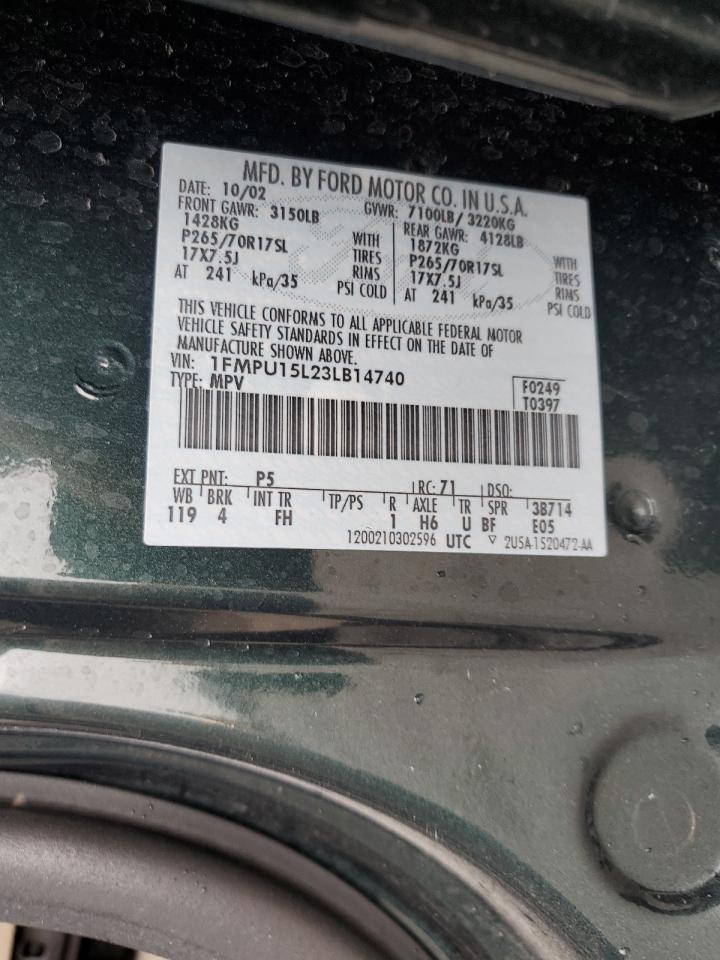 MFD. BY FORD MOTOR CO. IN U.S.A.
DATE: 10/02 GVWR: 7100LB/ 3220KG
FRONT GAWR: 3150LB REAR GAWR: 4128LB
1428KG WITH 1872KG WITH
P265/70R17SL TIRES P265/70R17SL TIRES
17X7.5J RIMS 17X7.5J RIMS
AT 241 kPa/35 PSI COLD AT 241 kPa/35 PSI COLD
THIS VEHICLE CONFORMS TO ALL APPLICABLE FEDERAL MOTOR
VEHICLE SAFETY STANDARDS IN EFFECT ON THE DATE OF
MANUFACTURE SHOWN ABOVE.
VIN: 1FMPU15L23LB14740 F0249
TYPE: MPV T0397
EXT PNT: P5 RC: 71 DSO:
WB BRK INT TR TP/PS R AXLE TR SPR 3B714
119 4 FH 1 H6 U BF E05
1200210302596 UTC ▽ 2U5A-1520472-AA